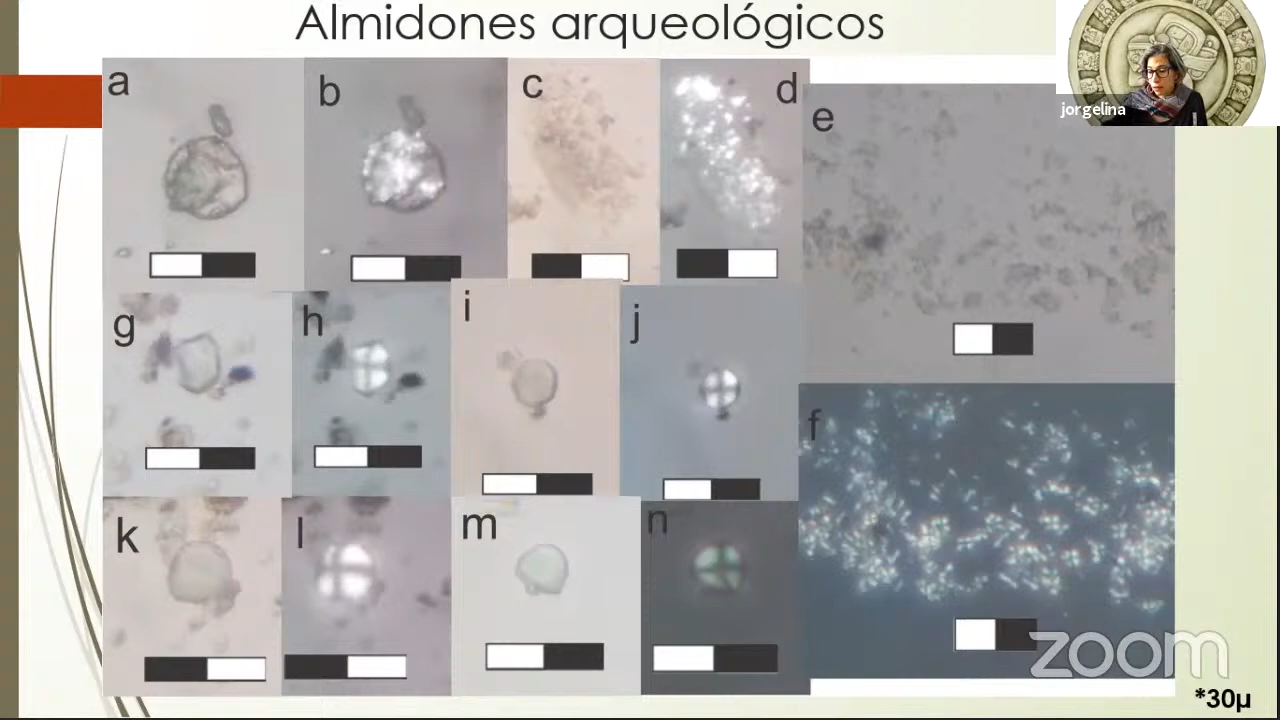 Almidones arqueológicos
jorgelina
a
b
c
d
e
g
h
i
j
f
k
l
m
n
zoom
*30µ